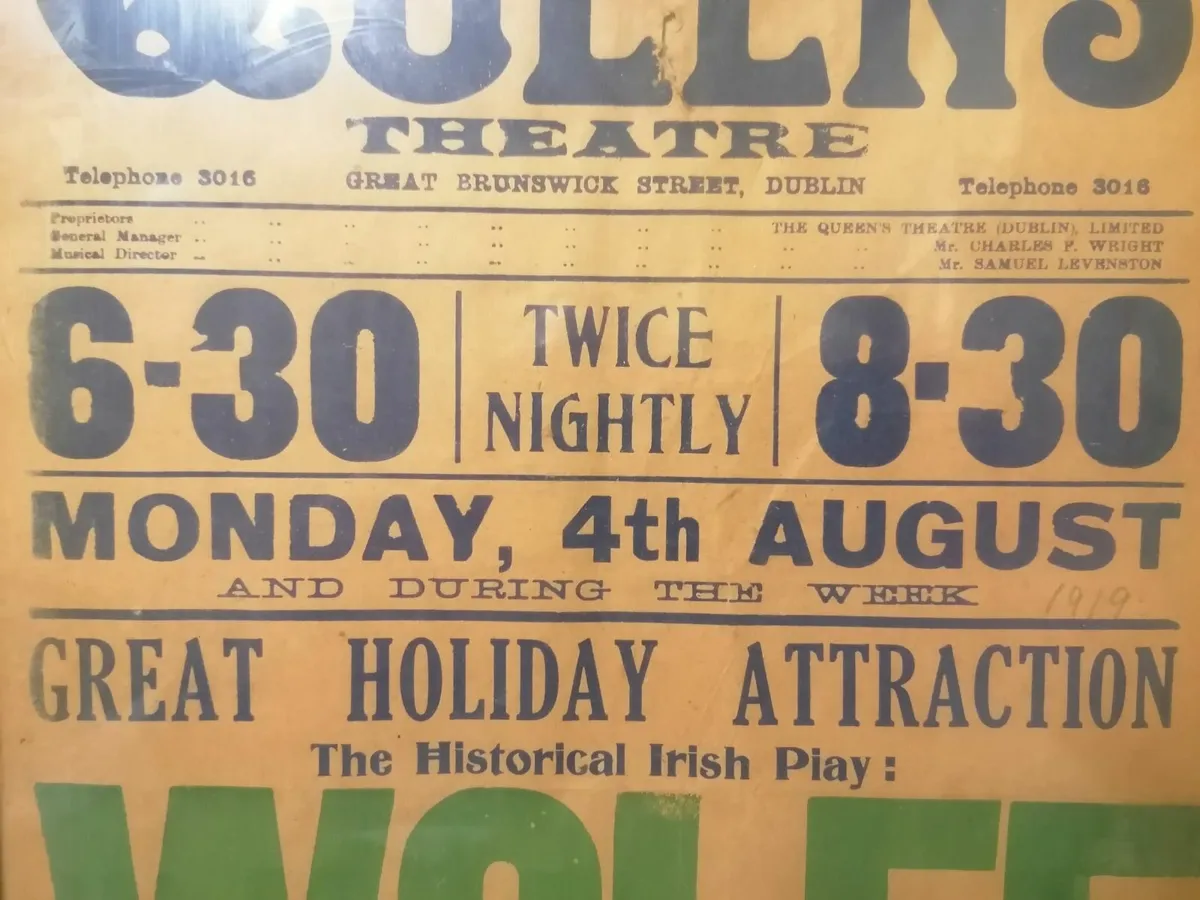 QUEEN'S
THEATRE
Telephone 3016 GREAT BRUNSWICK STREET, DUBLIN Telephone 3016
Proprietors .. .. .. .. .. .. .. .. THE QUEEN'S THEATRE (DUBLIN), LIMITED
General Manager .. .. .. .. .. .. .. .. .. .. Mr. CHARLES P. WRIGHT
Musical Director .. .. .. .. .. .. .. .. .. .. Mr. SAMUEL LEVENSTON
6-30 TWICE NIGHTLY 8-30
MONDAY, 4th AUGUST
AND DURING THE WEEK 1919
GREAT HOLIDAY ATTRACTION
The Historical Irish Play:
WOLFE